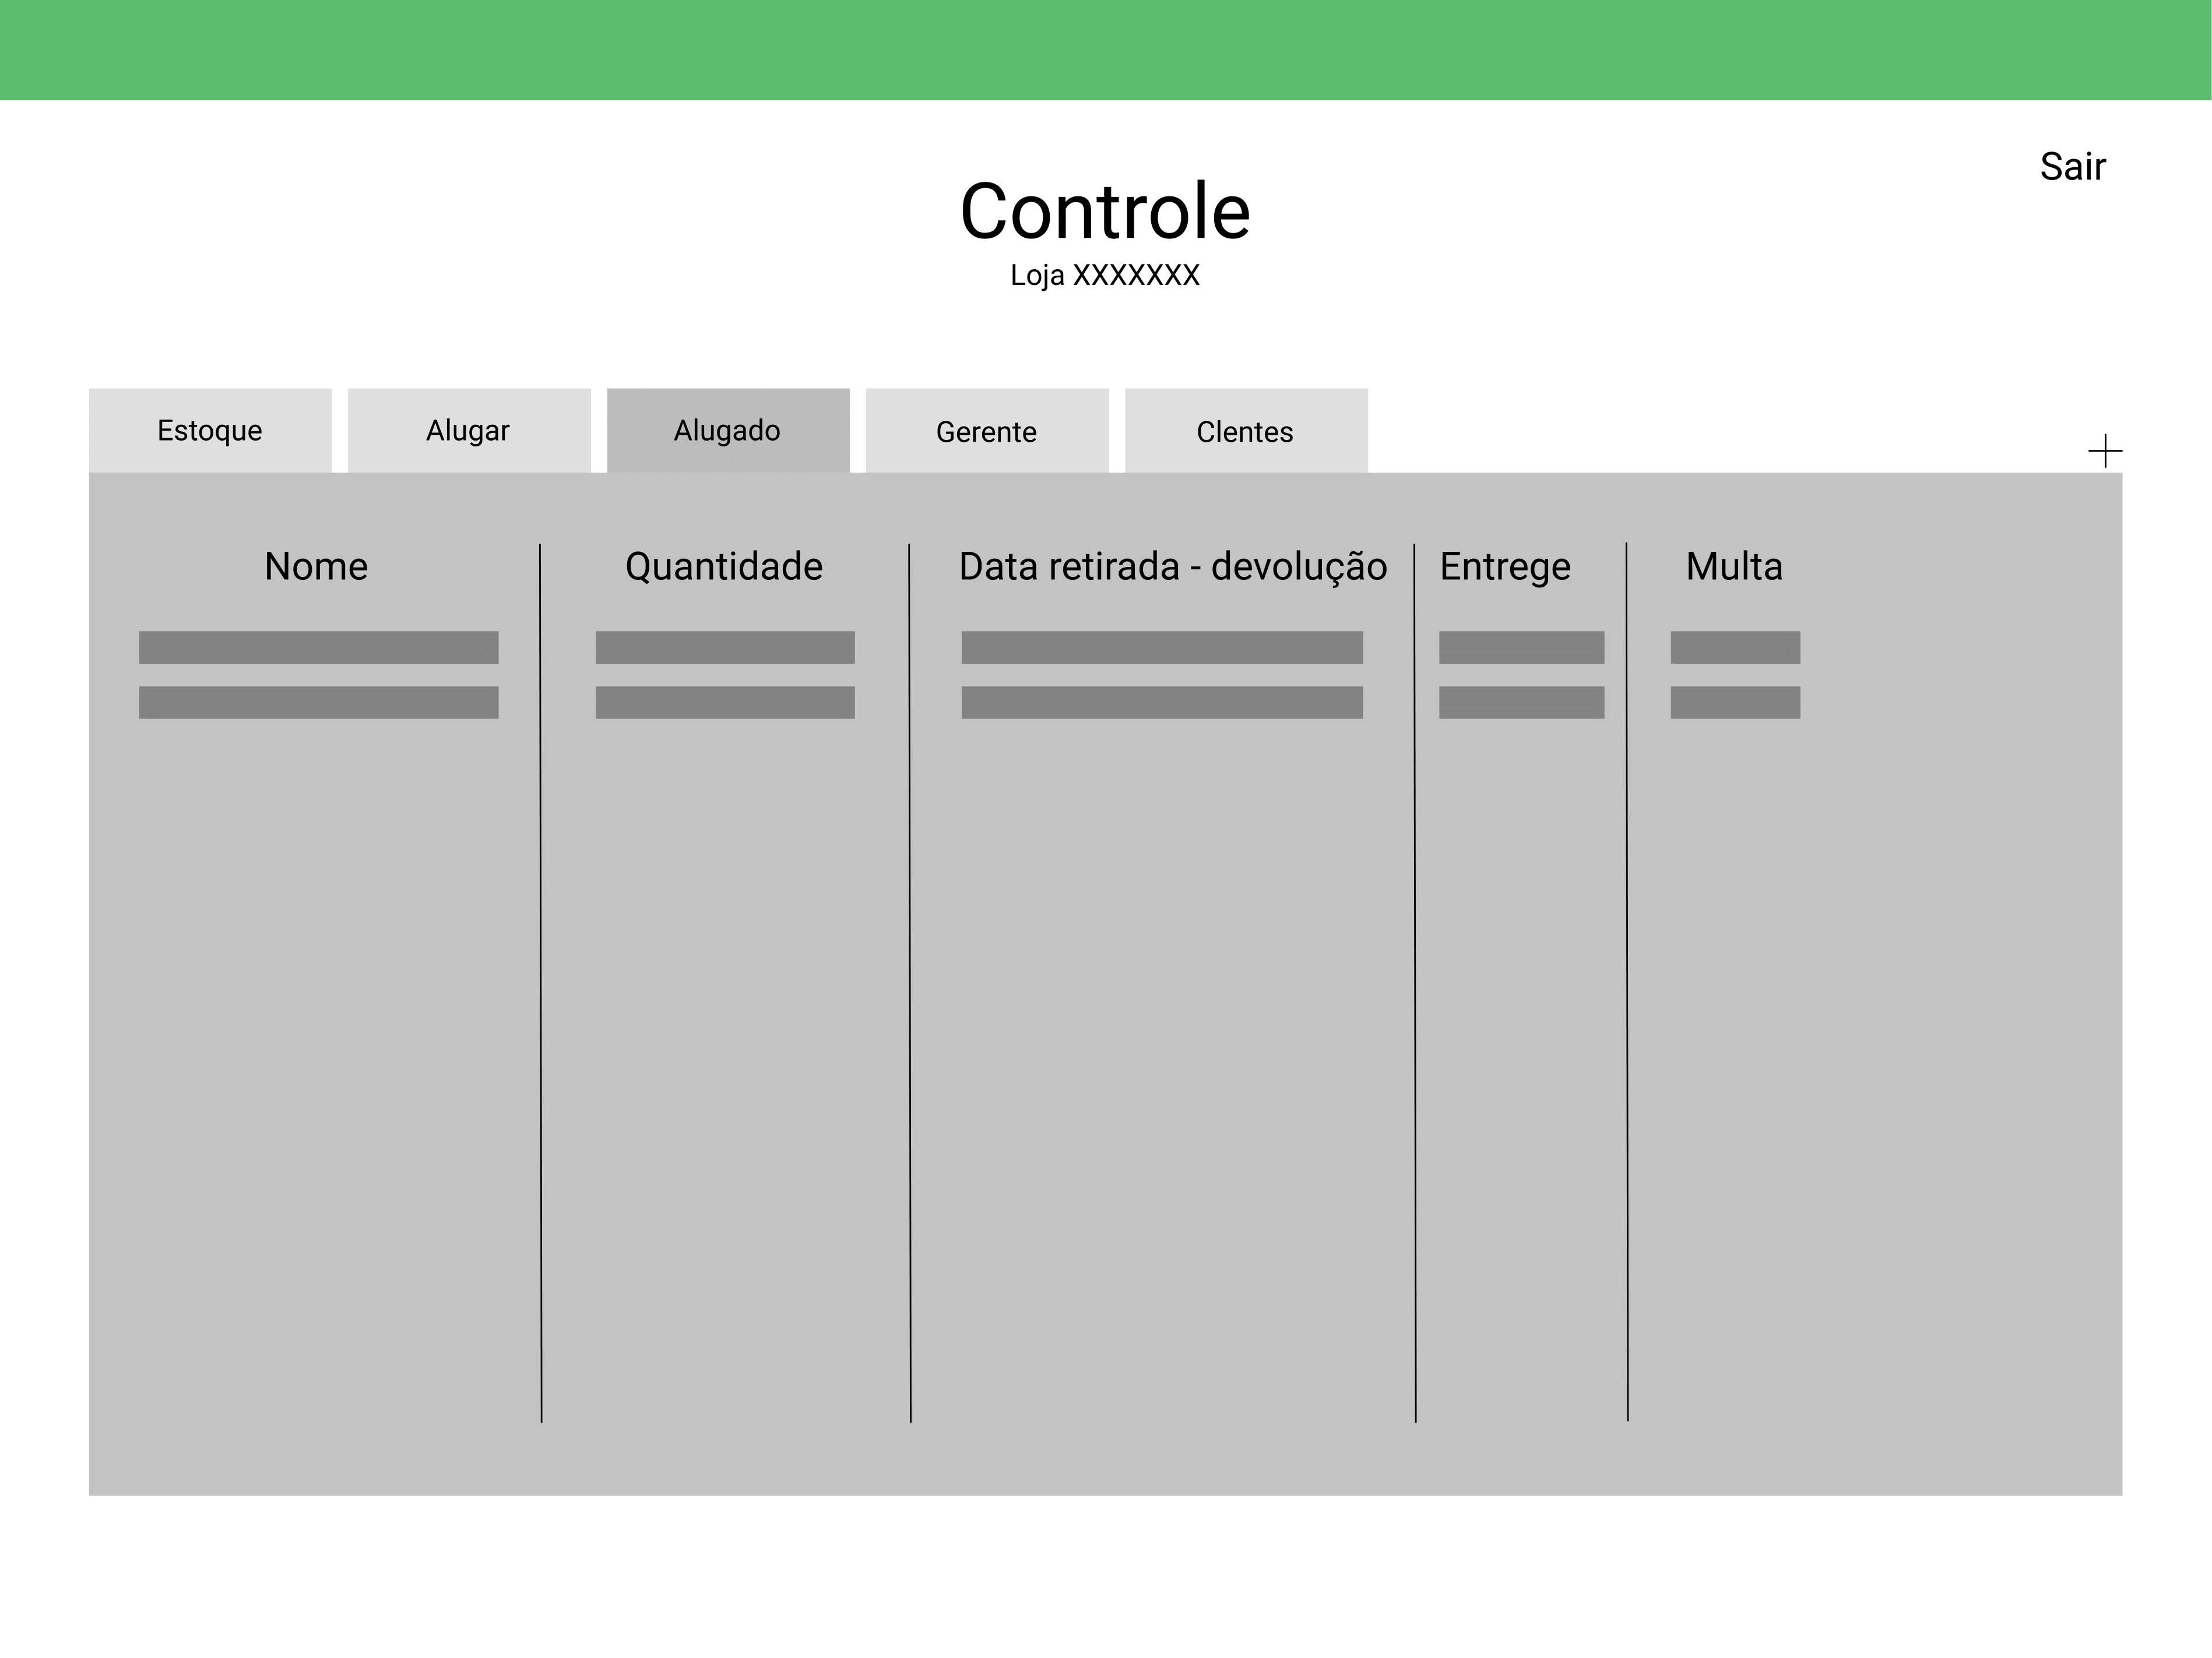 Sair
Controle
Loja XXXXXXX
Estoque Alugar Alugado Gerente Clentes
Nome Quantidade Data retirada - devolução Entrege Multa